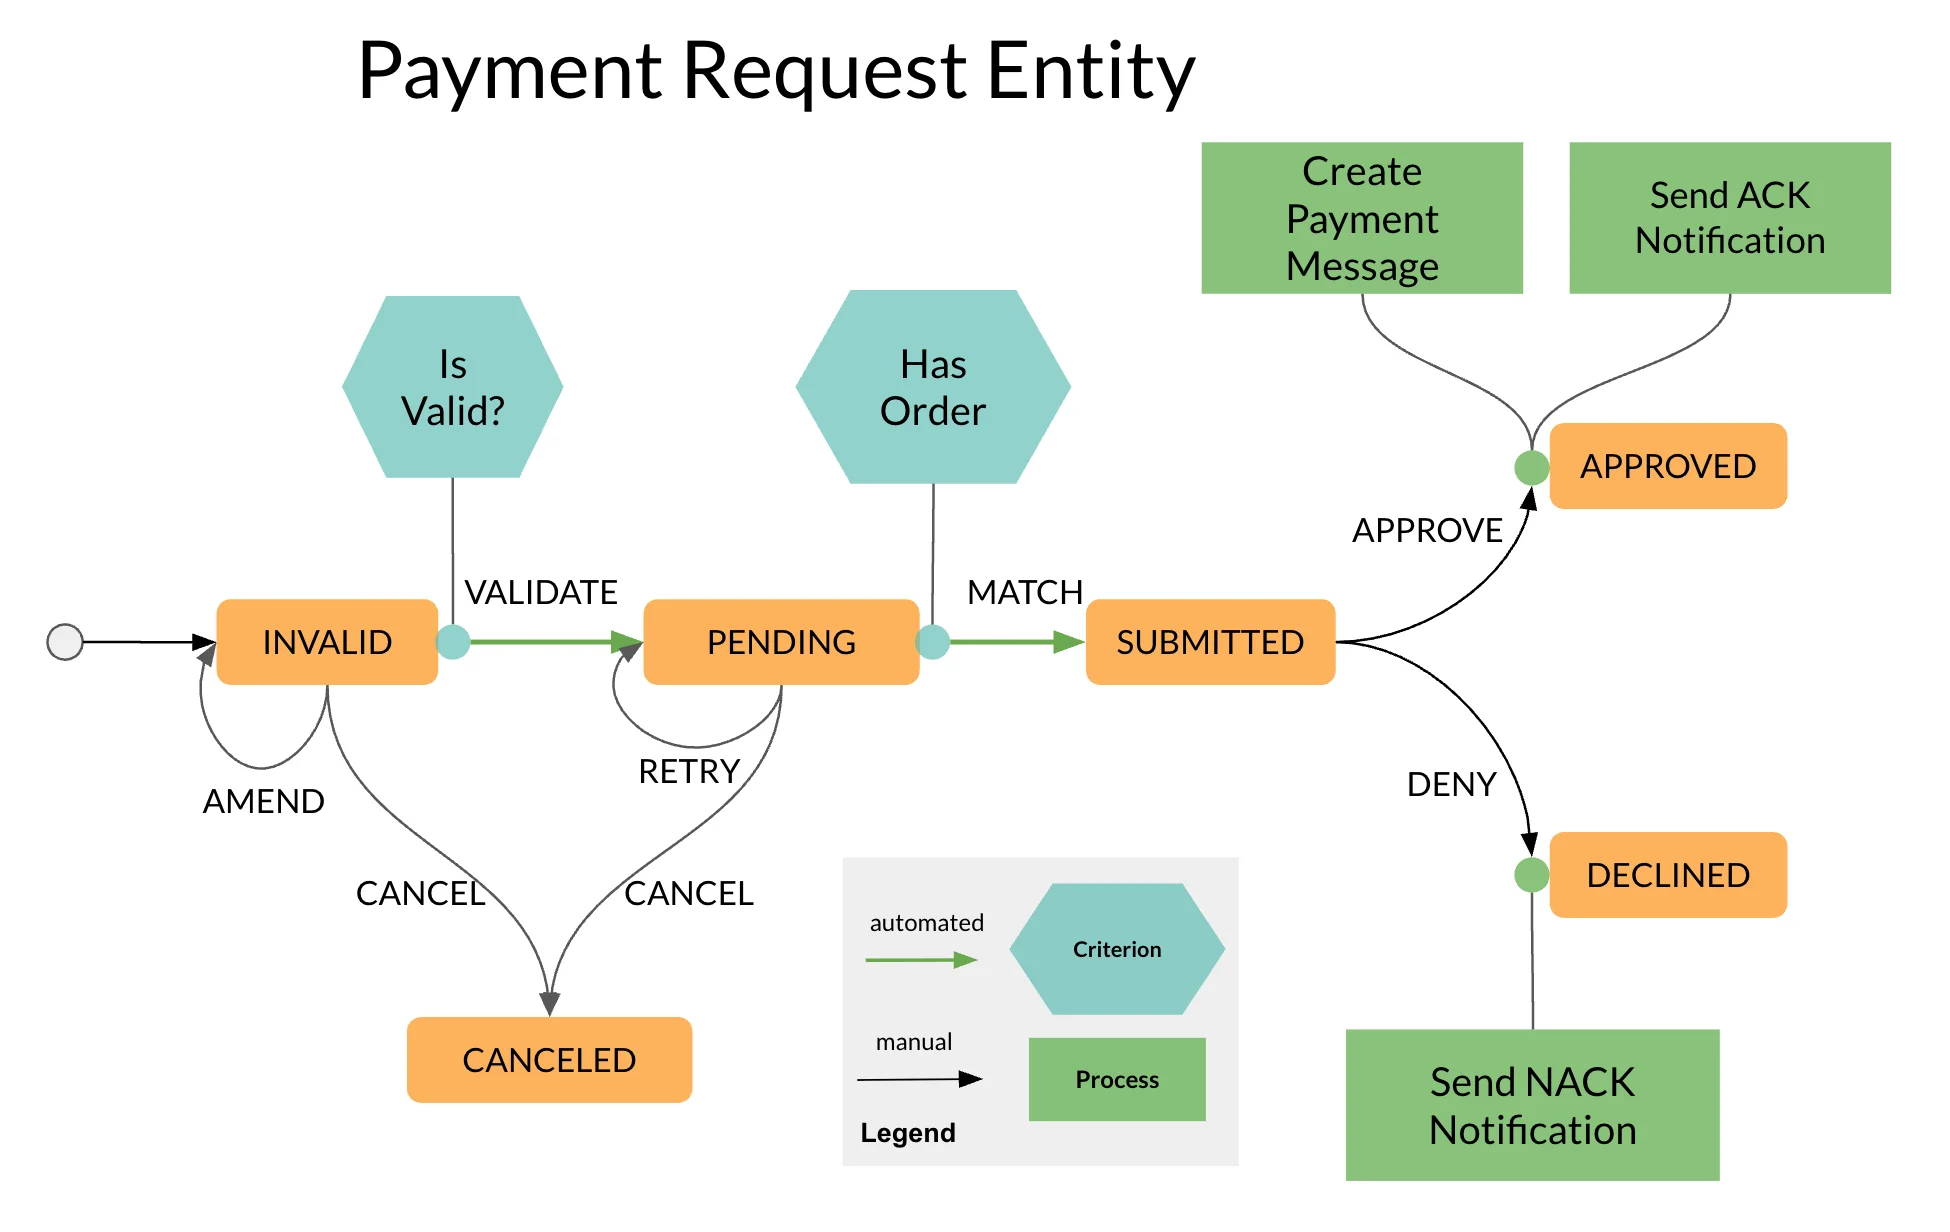 Payment Request Entity
Create
Payment
Message
Send ACK
Notification
Is
Valid?
Has
Order
APPROVED
APPROVE
VALIDATE
MATCH
INVALID
PENDING
SUBMITTED
RETRY
AMEND
DENY
CANCEL
CANCEL
DECLINED
automated
Criterion
manual
CANCELED
Process
Legend
Send NACK
Notification